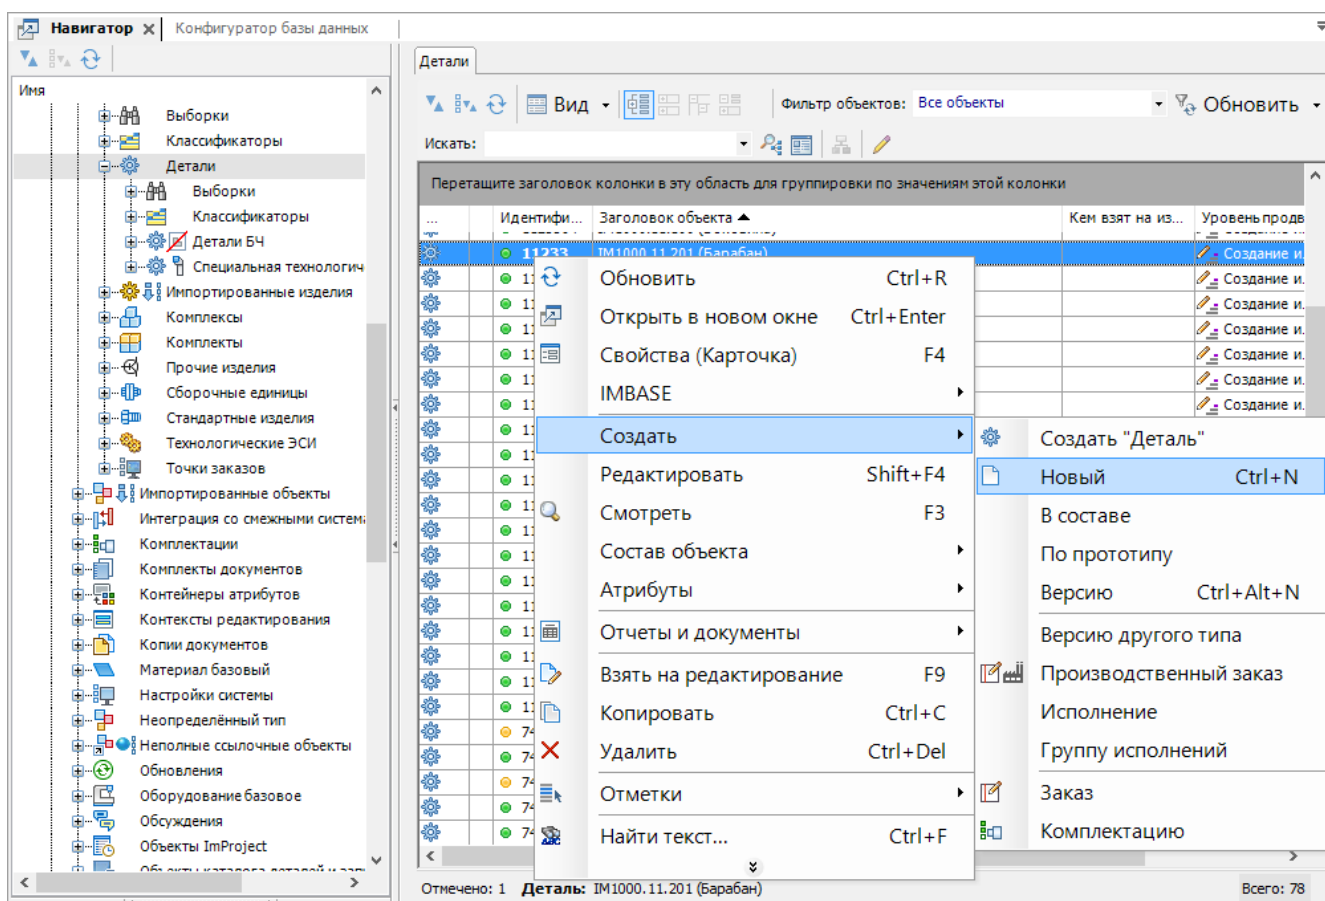 Навигатор
Конфигуратор базы данных
Имя
Выборки
Классификаторы
Детали
Выборки
Классификаторы
Детали БЧ
Специальная технологич
Импортированные изделия
Комплексы
Комплекты
Прочие изделия
Сборочные единицы
Стандартные изделия
Технологические ЭСИ
Точки заказов
Импортированные объекты
Интеграция со смежными система
Комплектации
Комплекты документов
Контейнеры атрибутов
Контексты редактирования
Копии документов
Материал базовый
Настройки системы
Неопределённый тип
Неполные ссылочные объекты
Обновления
Оборудование базовое
Обсуждения
Объекты ImProject
Детали
Вид
Фильтр объектов: Все объекты
Обновить
Искать:
Перетащите заголовок колонки в эту область для группировки по значениям этой колонки
... Идентифи... Заголовок объекта Кем взят на из... Уровень продв
11233 IM1000.11.201 (Барабан) Создание и.
Создание и.
Создание и.
Создание и.
Создание и.
Создание и.
Создание и.
Обновить Ctrl+R
Открыть в новом окне Ctrl+Enter
Свойства (Карточка) F4
IMBASE
Создать
Редактировать Shift+F4
Смотреть F3
Состав объекта
Атрибуты
Отчеты и документы
Взять на редактирование F9
Копировать Ctrl+C
Удалить Ctrl+Del
Отметки
Найти текст... Ctrl+F
Создать "Деталь"
Новый Ctrl+N
В составе
По прототипу
Версию Ctrl+Alt+N
Версию другого типа
Производственный заказ
Исполнение
Группу исполнений
Заказ
Комплектацию
Отмечено: 1 Деталь: IM1000.11.201 (Барабан)
Всего: 78